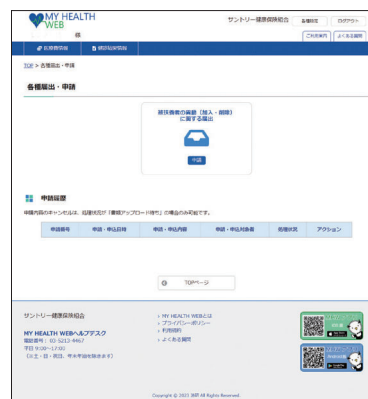 MY HEALTH
WEB
サントリー健康保険組合
各種設定
ログアウト
様
ご利用案内
よくある質問
医療費情報
健診結果情報
TOP > 各種届出・申請
各種届出・申請
被扶養者の異動（加入・削除）
に関する届出
申請
申請履歴
申請内容のキャンセルは、処理状況が「書類アップロード待ち」の場合のみ可能です。
申請番号
申請・申込日時
申請・申込内容
申請・申込対象者
処理状況
アクション
TOPページ
サントリー健康保険組合
MY HEALTH WEBヘルプデスク
電話番号： 03-5213-4467
平日 9:00～17:00
（※土・日・祝日、年末年始を除きます）
› MY HEALTH WEBとは
› プライバシーポリシー
› 利用規約
› よくある質問
Copyright © 2021 JMR All Rights Reserved.